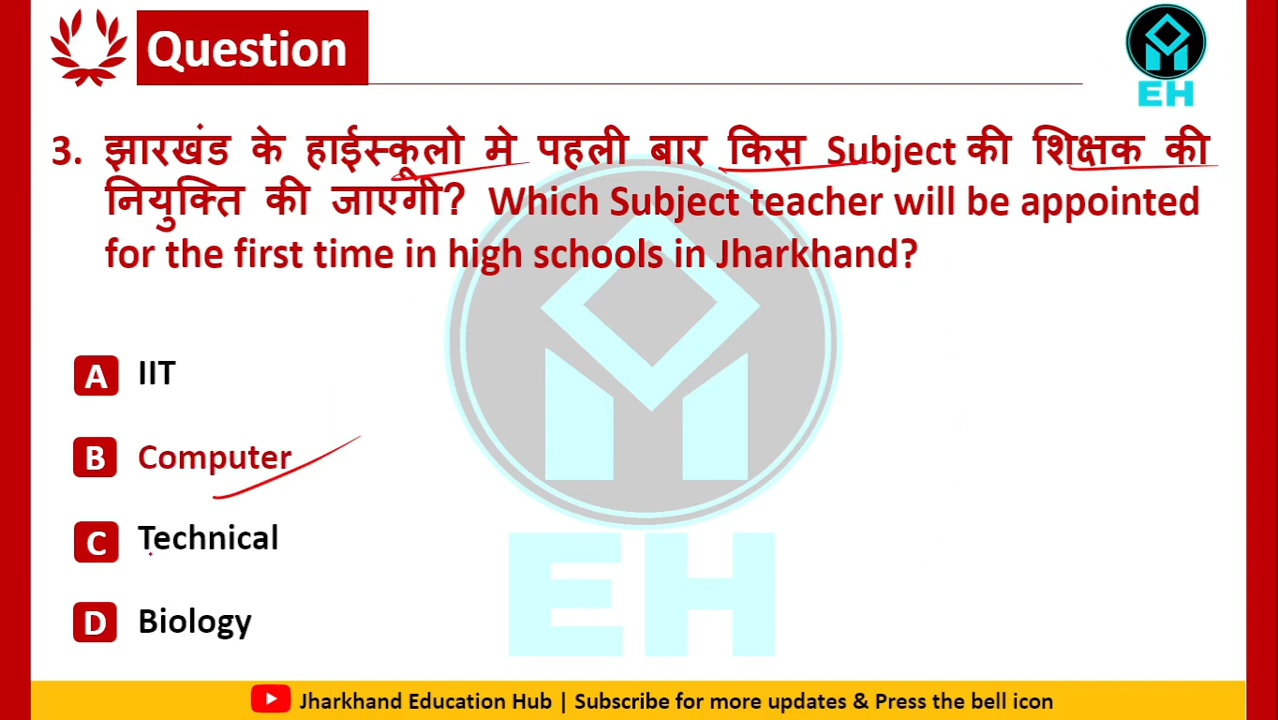 Question
EH
3. झारखंड के हाईस्कूलो मे पहली बार किस Subject की शिक्षक की
नियुक्ति की जाएगी? Which Subject teacher will be appointed
for the first time in high schools in Jharkhand?
A IIT
B Computer
C Technical
D Biology
EH
Jharkhand Education Hub | Subscribe for more updates & Press the bell icon